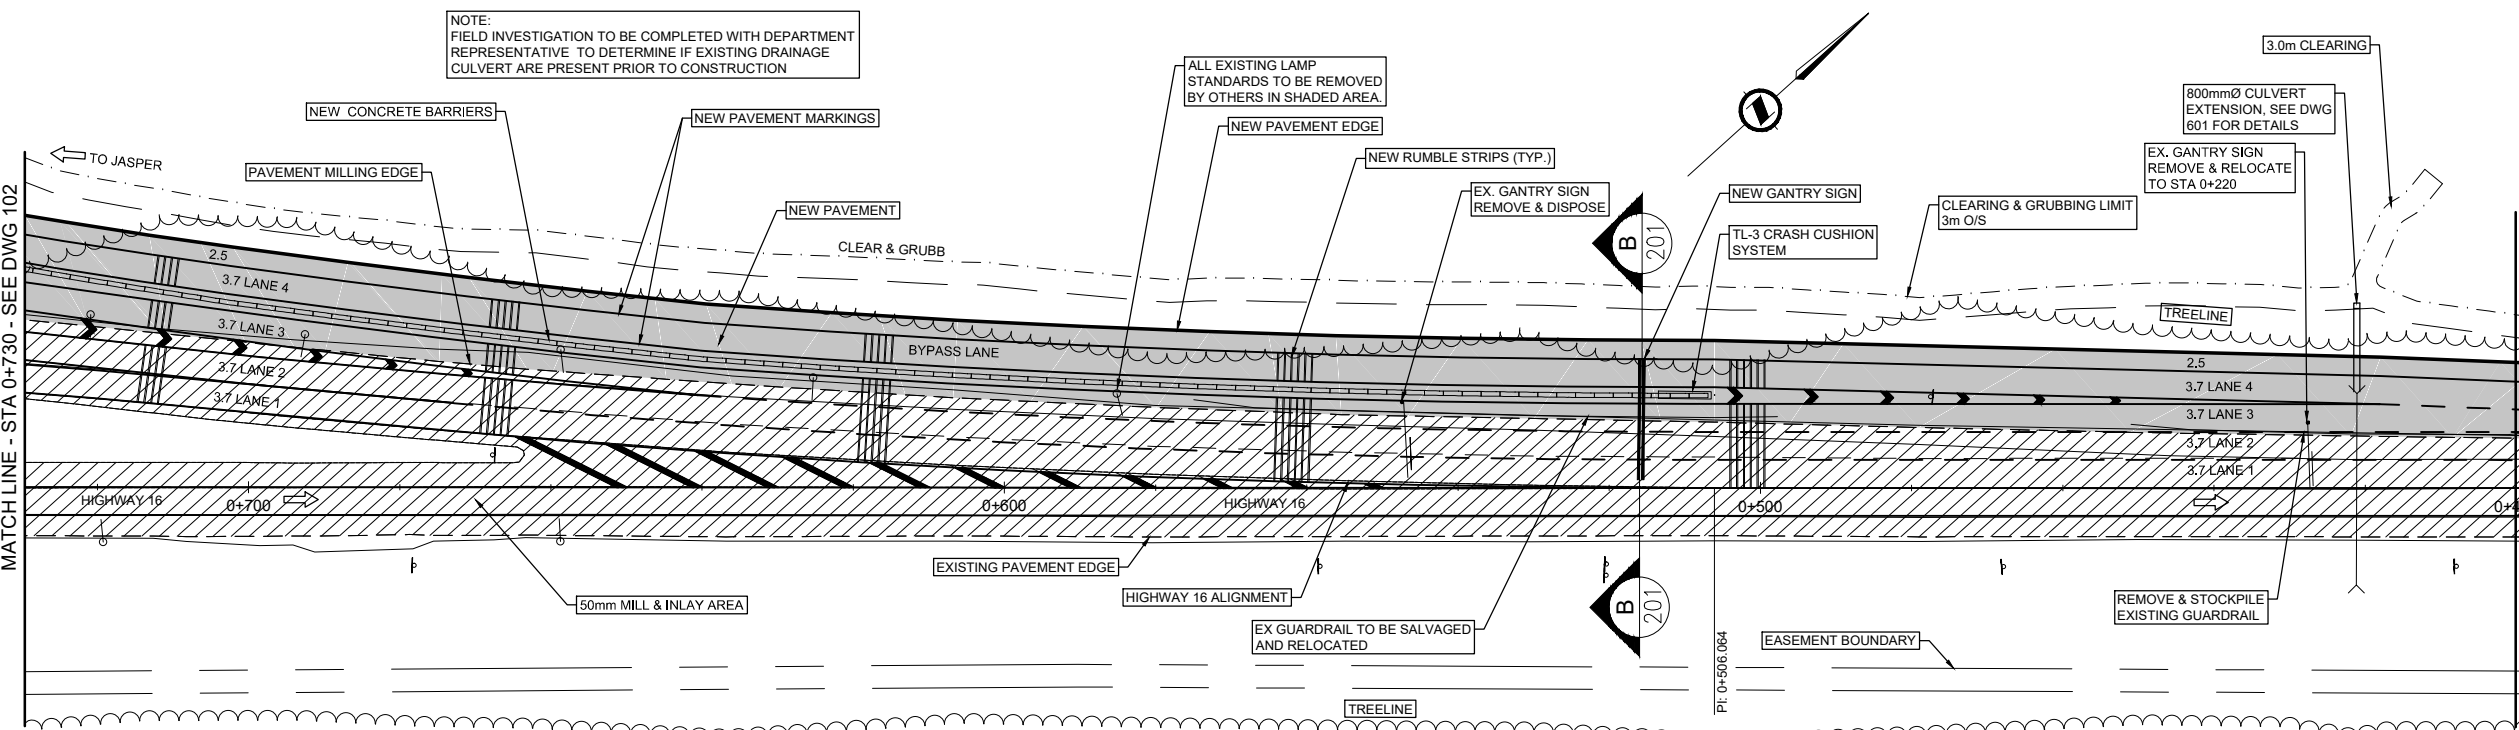 NOTE:
FIELD INVESTIGATION TO BE COMPLETED WITH DEPARTMENT
REPRESENTATIVE TO DETERMINE IF EXISTING DRAINAGE
CULVERT ARE PRESENT PRIOR TO CONSTRUCTION
NEW CONCRETE BARRIERS
NEW PAVEMENT MARKINGS
ALL EXISTING LAMP
STANDARDS TO BE REMOVED
BY OTHERS IN SHADED AREA.
NEW PAVEMENT EDGE
3.0m CLEARING
800mmØ CULVERT
EXTENSION, SEE DWG
601 FOR DETAILS
TO JASPER
PAVEMENT MILLING EDGE
NEW PAVEMENT
NEW RUMBLE STRIPS (TYP.)
EX. GANTRY SIGN
REMOVE & DISPOSE
NEW GANTRY SIGN
EX. GANTRY SIGN
REMOVE & RELOCATE
TO STA 0+220
CLEARING & GRUBBING LIMIT
3m O/S
TL-3 CRASH CUSHION
SYSTEM
CLEAR & GRUBB
B
201
MATCH LINE - STA 0+730 - SEE DWG 102
2.5
3.7 LANE 4
3.7 LANE 3
3.7 LANE 2
3.7 LANE 1
BYPASS LANE
TREELINE
2.5
3.7 LANE 4
3.7 LANE 3
3.7 LANE 2
3.7 LANE 1
HIGHWAY 16
0+700
0+600
HIGHWAY 16
0+500
0+4
EXISTING PAVEMENT EDGE
HIGHWAY 16 ALIGNMENT
50mm MILL & INLAY AREA
EX GUARDRAIL TO BE SALVAGED
AND RELOCATED
B
201
REMOVE & STOCKPILE
EXISTING GUARDRAIL
EASEMENT BOUNDARY
PI: 0+506.064
TREELINE